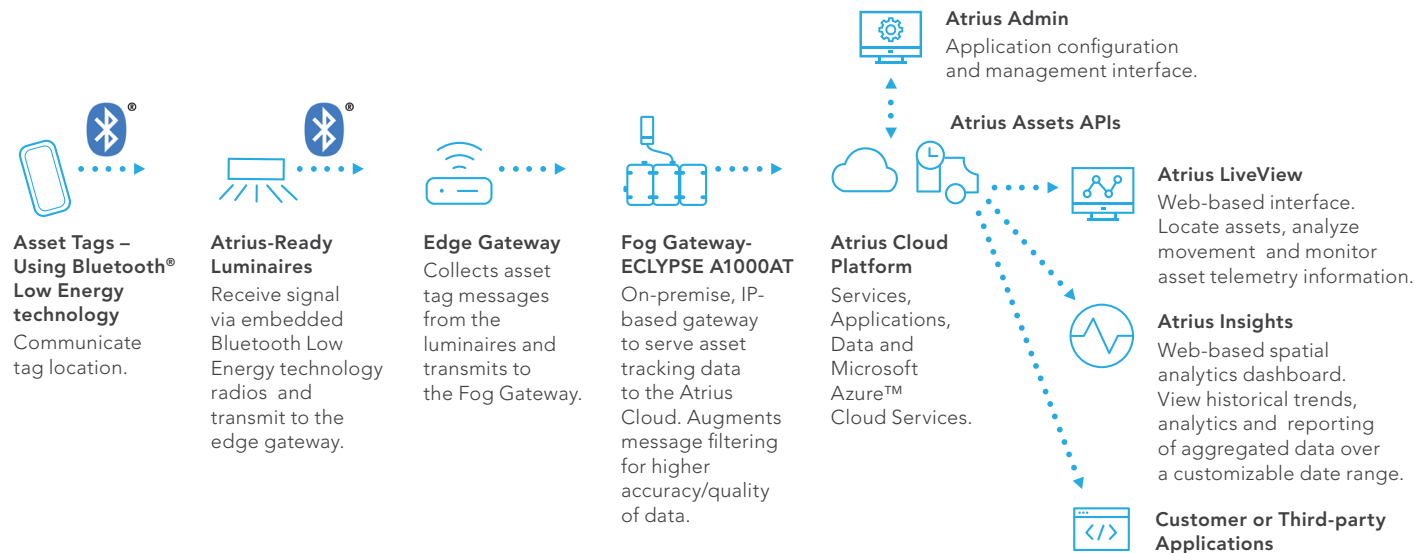 Atrius Admin
Application configuration
and management interface.
Atrius Assets APIs
®
®
Asset Tags –
Using Bluetooth®
Low Energy
technology
Communicate
tag location.
Atrius-Ready
Luminaires
Receive signal
via embedded
Bluetooth Low
Energy technology
radios and
transmit to the
edge gateway.
Edge Gateway
Collects asset
tag messages
from the
luminaires and
transmits to
the Fog Gateway.
Fog Gateway-
ECLYPSE A1000AT
On-premise, IP-
based gateway
to serve asset
tracking data
to the Atrius
Cloud. Augments
message filtering
for higher
accuracy/quality
of data.
Atrius Cloud
Platform
Services,
Applications,
Data and
Microsoft
Azure™
Cloud Services.
Atrius LiveView
Web-based interface.
Locate assets, analyze
movement and monitor
asset telemetry information.
Atrius Insights
Web-based spatial
analytics dashboard.
View historical trends,
analytics and reporting
of aggregated data over
a customizable date range.
</>
Customer or Third-party
Applications